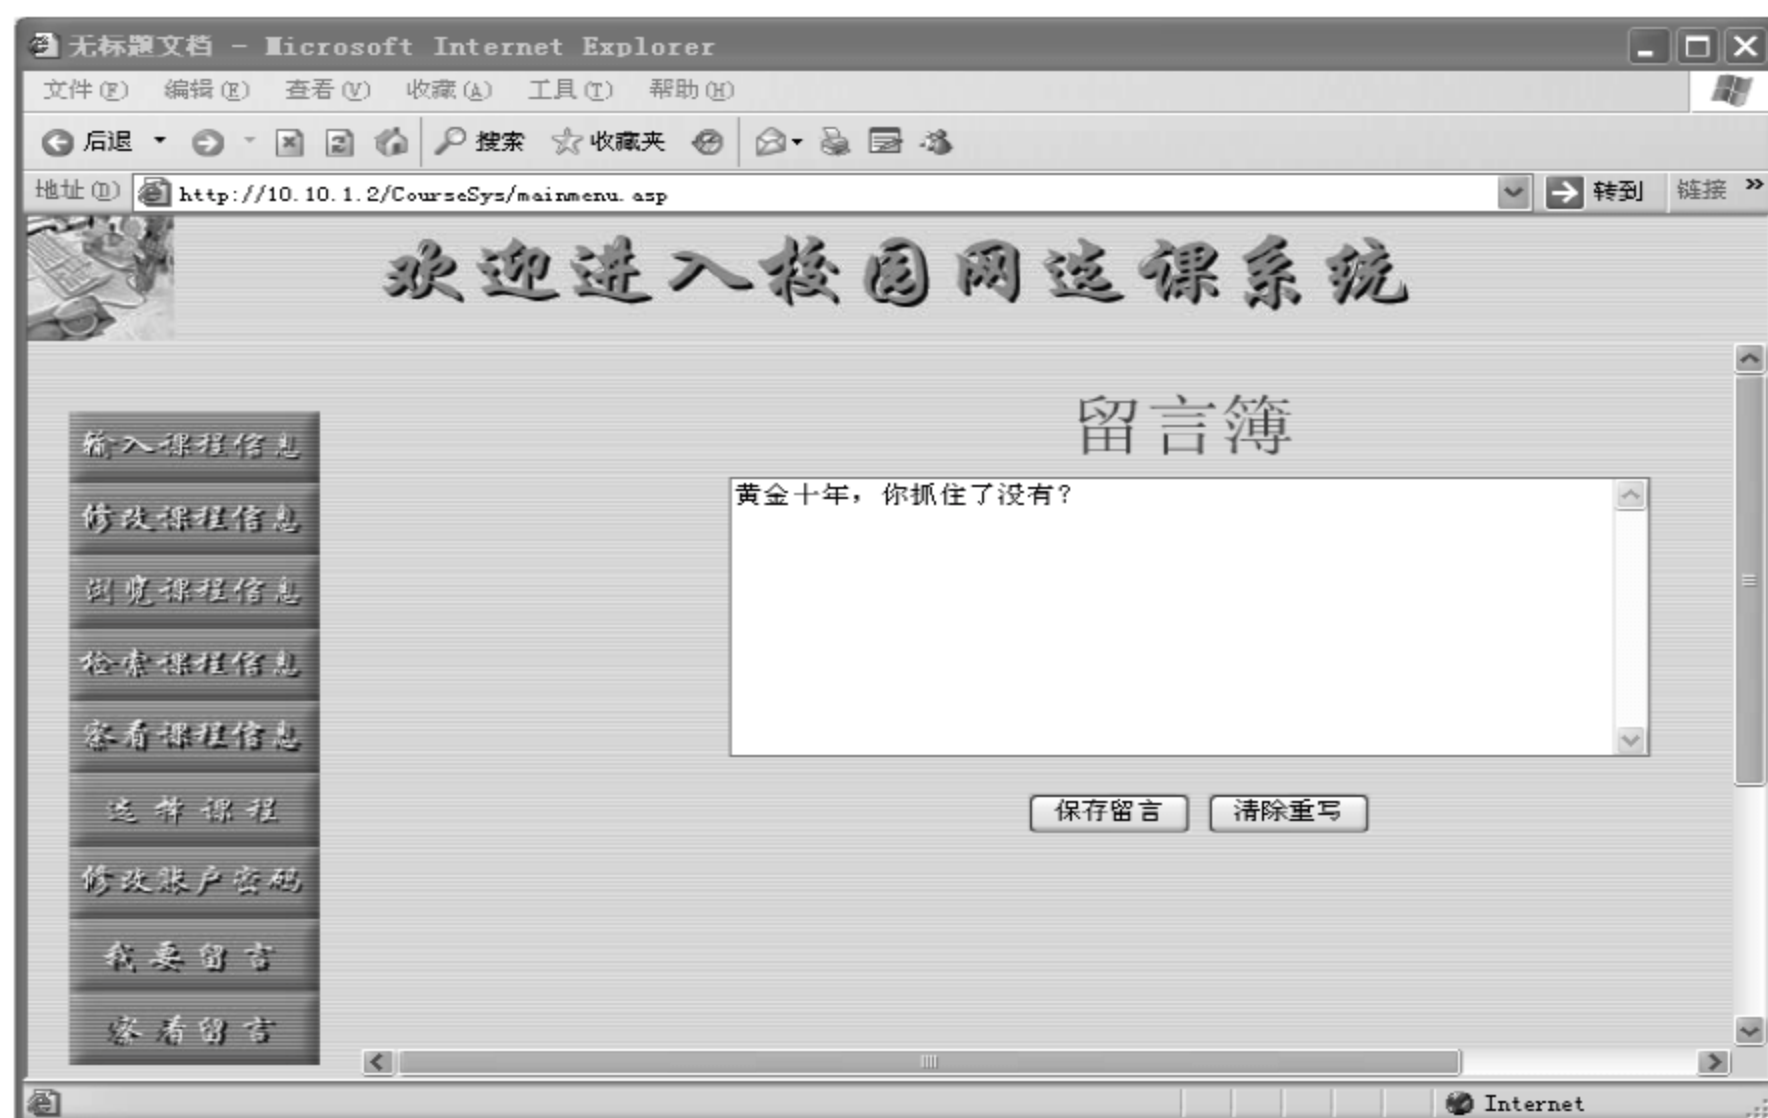 无标题文档 - Microsoft Internet Explorer
文件(F) 编辑(E) 查看(V) 收藏(A) 工具(T) 帮助(H)
后退 搜索 收藏夹
地址(D) http://10.10.1.2/CourseSys/mainmenu.asp 转到 链接 »
欢迎进入校园网选课系统
留言簿
输入课程信息
修改课程信息
浏览课程信息
检索课程信息
察看课程信息
选择课程
修改账户密码
我要留言
察看留言
黄金十年，你抓住了没有？
保存留言 清除重写
Internet